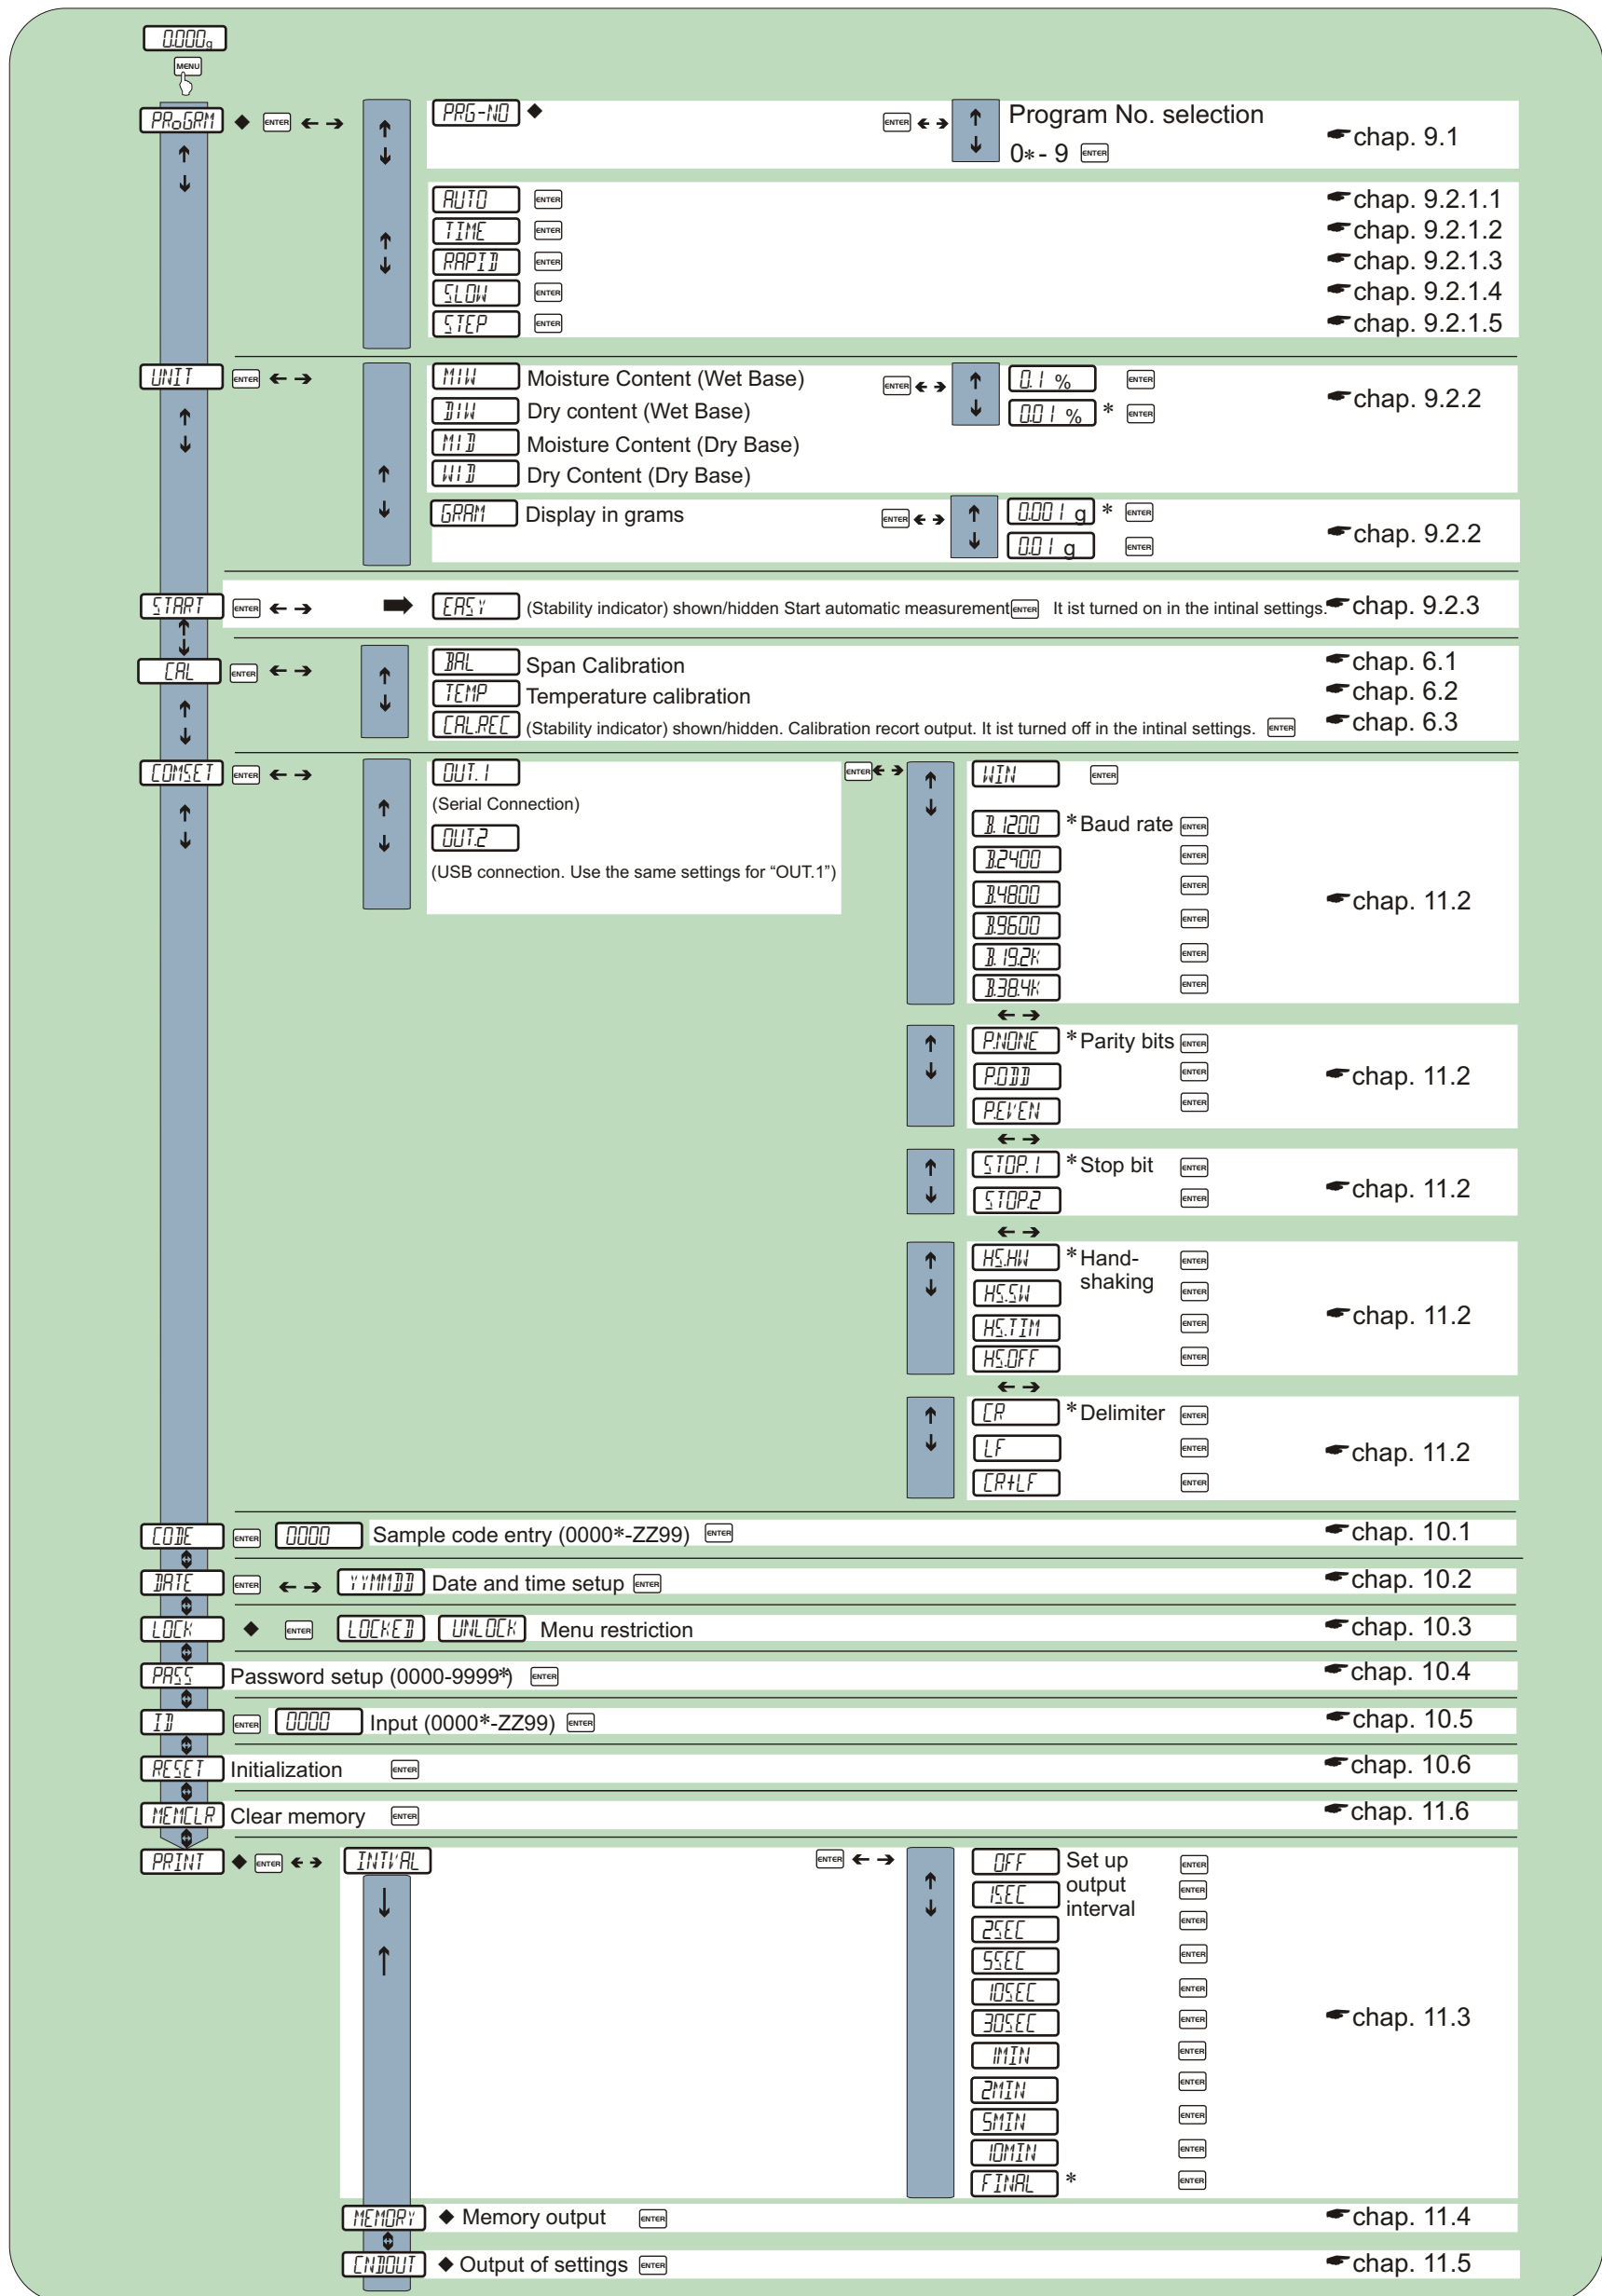 0.000g
MENU
PRoGRM ◆ ENTER ← → PRG-NO ◆ ENTER ← → Program No. selection
0*- 9 ENTER
☛chap. 9.1
AUTO ENTER ☛chap. 9.2.1.1
TIME ENTER ☛chap. 9.2.1.2
RAPID ENTER ☛chap. 9.2.1.3
SLOW ENTER ☛chap. 9.2.1.4
STEP ENTER ☛chap. 9.2.1.5
UNIT ENTER ← → M/W Moisture Content (Wet Base) ENTER ← → 0.1 % ENTER
D/W Dry content (Wet Base) 0.01 % * ENTER
☛chap. 9.2.2
M/D Moisture Content (Dry Base)
W/D Dry Content (Dry Base)
GRAM Display in grams ENTER ← → 0.001 g * ENTER
0.01 g ENTER
☛chap. 9.2.2
START ENTER ← → ➡ EASY (Stability indicator) shown/hidden Start automatic measurement ENTER It ist turned on in the intinal settings. ☛chap. 9.2.3
CAL ENTER ← → BAL Span Calibration ☛chap. 6.1
TEMP Temperature calibration ☛chap. 6.2
CAL.REC (Stability indicator) shown/hidden. Calibration recort output. It ist turned off in the intinal settings. ENTER ☛chap. 6.3
COMSET ENTER ← → OUT.1 ENTER ← → WIN ENTER
(Serial Connection)
OUT.2
(USB connection. Use the same settings for “OUT.1”)
B.1200 * Baud rate ENTER
B.2400 ENTER
B.4800 ENTER
☛chap. 11.2
B.9600 ENTER
B.19.2K ENTER
B.38.4K ENTER
← →
P.NONE * Parity bits ENTER
P.ODD ENTER ☛chap. 11.2
P.EVEN ENTER
← →
STOP.1 * Stop bit ENTER
STOP.2 ENTER
☛chap. 11.2
← →
HS.HW * Hand-
shaking ENTER
HS.SW ENTER
HS.TIM ENTER
☛chap. 11.2
HS.OFF ENTER
← →
CR * Delimiter ENTER
LF ENTER ☛chap. 11.2
CR+LF ENTER
CODE ENTER 0000 Sample code entry (0000*-ZZ99) ENTER ☛chap. 10.1
DATE ENTER ← → YYMMDD Date and time setup ENTER ☛chap. 10.2
LOCK ◆ ENTER LOCKED UNLOCK Menu restriction ☛chap. 10.3
PASS Password setup (0000-9999*) ENTER ☛chap. 10.4
ID ENTER 0000 Input (0000*-ZZ99) ENTER ☛chap. 10.5
RESET Initialization ENTER ☛chap. 10.6
MEMCLR Clear memory ENTER ☛chap. 11.6
PRINT ◆ ENTER ← → INTVAL ENTER ← → OFF Set up
output
interval ENTER
1SEC ENTER
2SEC ENTER
5SEC ENTER
10SEC ENTER
30SEC ENTER
☛chap. 11.3
1MIN ENTER
2MIN ENTER
5MIN ENTER
10MIN ENTER
FINAL * ENTER
MEMORY ◆ Memory output ENTER ☛chap. 11.4
CNDOUT ◆ Output of settings ENTER ☛chap. 11.5